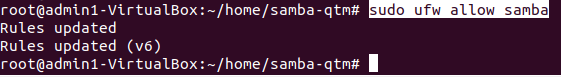 root@admin1-VirtualBox:~/home/samba-qtm# sudo ufw allow samba
Rules updated
Rules updated (v6)
root@admin1-VirtualBox:~/home/samba-qtm#